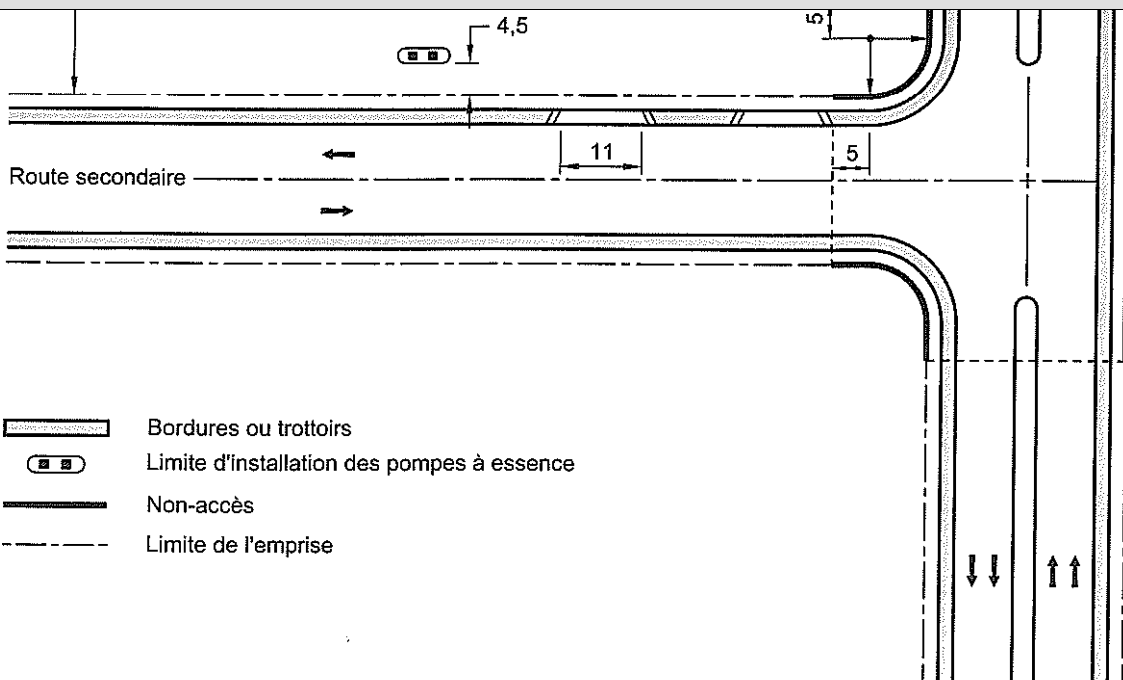 4,5
5
11
5
Route secondaire
Bordures ou trottoirs
Limite d'installation des pompes à essence
Non-accès
Limite de l'emprise